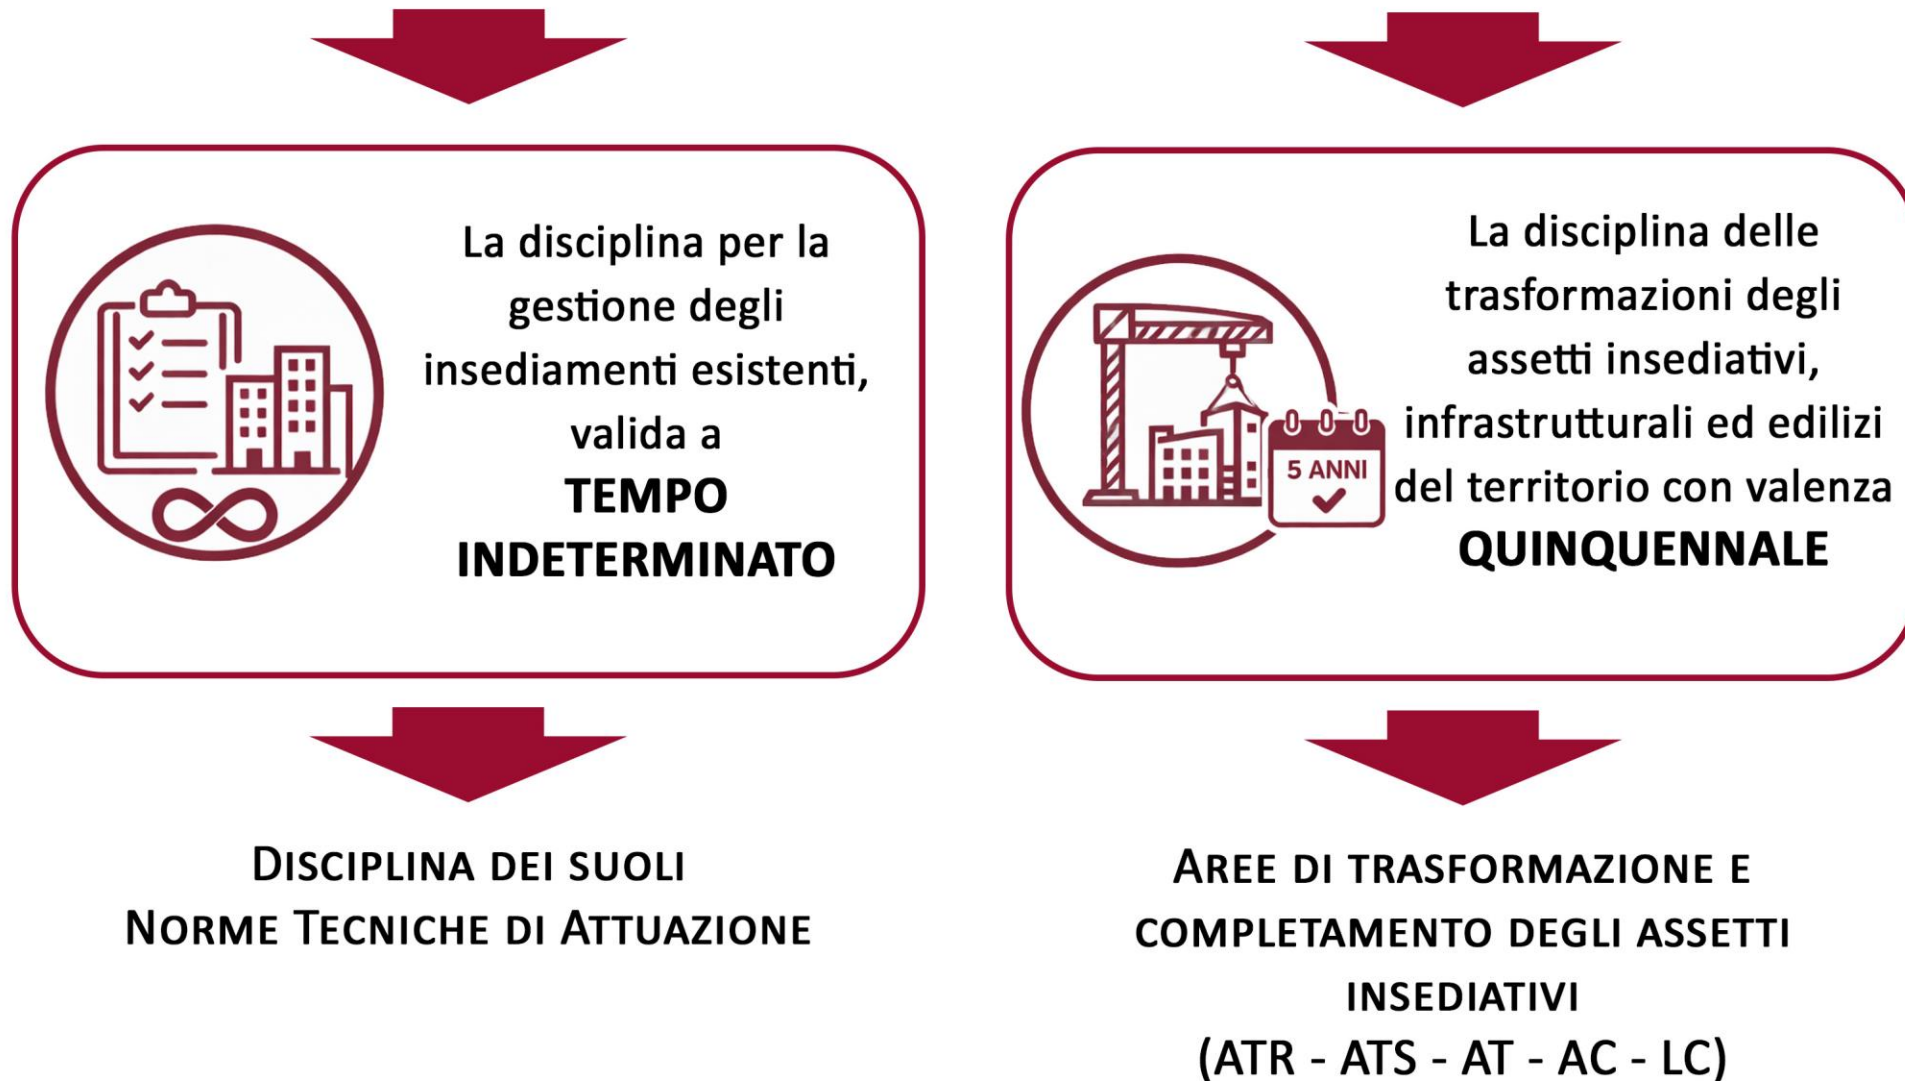 La disciplina per la
gestione degli
insediamenti esistenti,
valida a
TEMPO
INDETERMINATO
La disciplina delle
trasformazioni degli
assetti insediativi,
infrastrutturali ed edilizi
del territorio con valenza
QUINQUENNALE
5 ANNI
DISCIPLINA DEI SUOLI
NORME TECNICHE DI ATTUAZIONE
AREE DI TRASFORMAZIONE E
COMPLETAMENTO DEGLI ASSETTI
INSEDIATIVI
(ATR - ATS - AT - AC - LC)